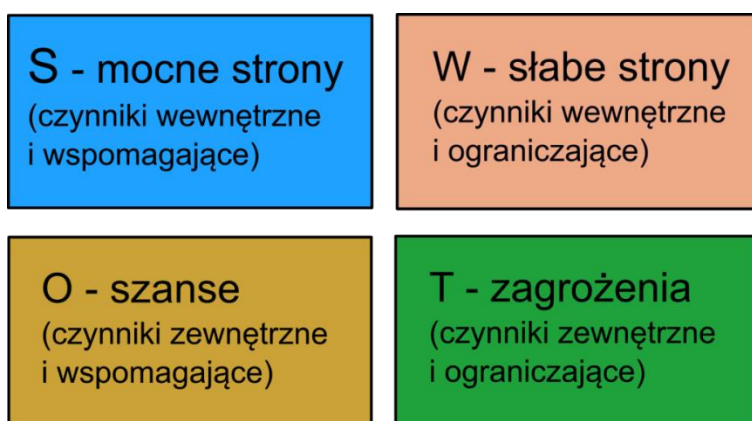 S - mocne strony
(czynniki wewnętrzne
i wspomagające)
W - słabe strony
(czynniki wewnętrzne
i ograniczające)
O - szanse
(czynniki zewnętrzne
i wspomagające)
T - zagrożenia
(czynniki zewnętrzne
i ograniczające)